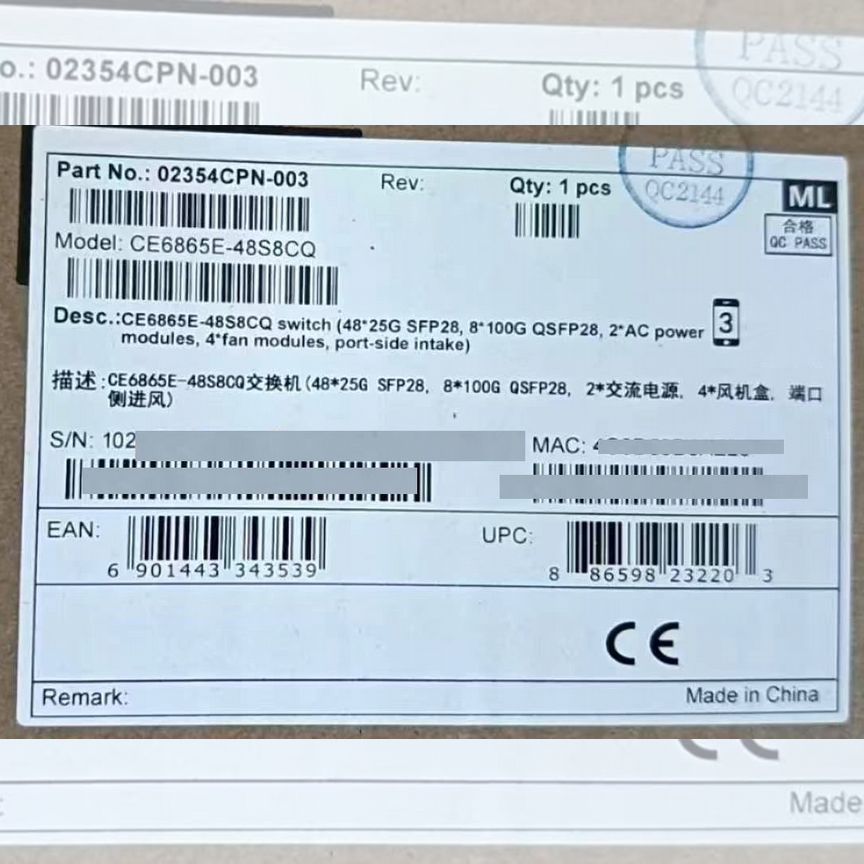 o.: 02354CPN-003 Rev: Qty: 1 pcs
PASS
QC2144
Part No.: 02354CPN-003 Rev: Qty: 1 pcs
PASS
QC2144
ML
合格
QC PASS
Model: CE6865E-48S8CQ
Desc.:CE6865E-48S8CQ switch (48*25G SFP28, 8*100G QSFP28, 2*AC power
modules, 4*fan modules, port-side intake)
3
描述:CE6865E-48S8CQ交换机(48*25G SFP28, 8*100G QSFP28, 2*交流电源, 4*风机盒, 端口
侧进风)
S/N: 102 MAC:
EAN: UPC:
6 901443 343539 8 86598 23220 3
CE
Remark: Made in China
Made